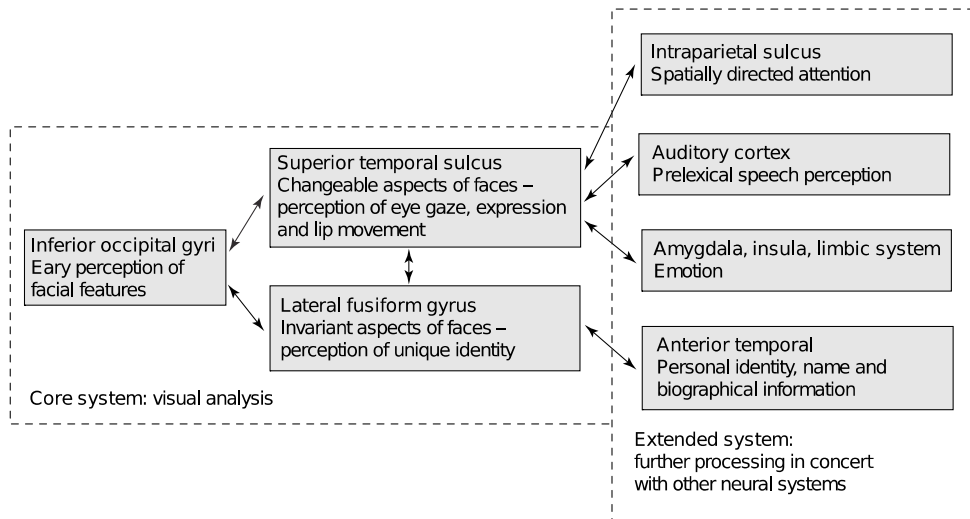 Intraparietal sulcus
Spatially directed attention
Superior temporal sulcus
Changeable aspects of faces –
perception of eye gaze, expression
and lip movement
Auditory cortex
Prelexical speech perception
Inferior occipital gyri
Eary perception of
facial features
Amygdala, insula, limbic system
Emotion
Lateral fusiform gyrus
Invariant aspects of faces –
perception of unique identity
Anterior temporal
Personal identity, name and
biographical information
Core system: visual analysis
Extended system:
further processing in concert
with other neural systems